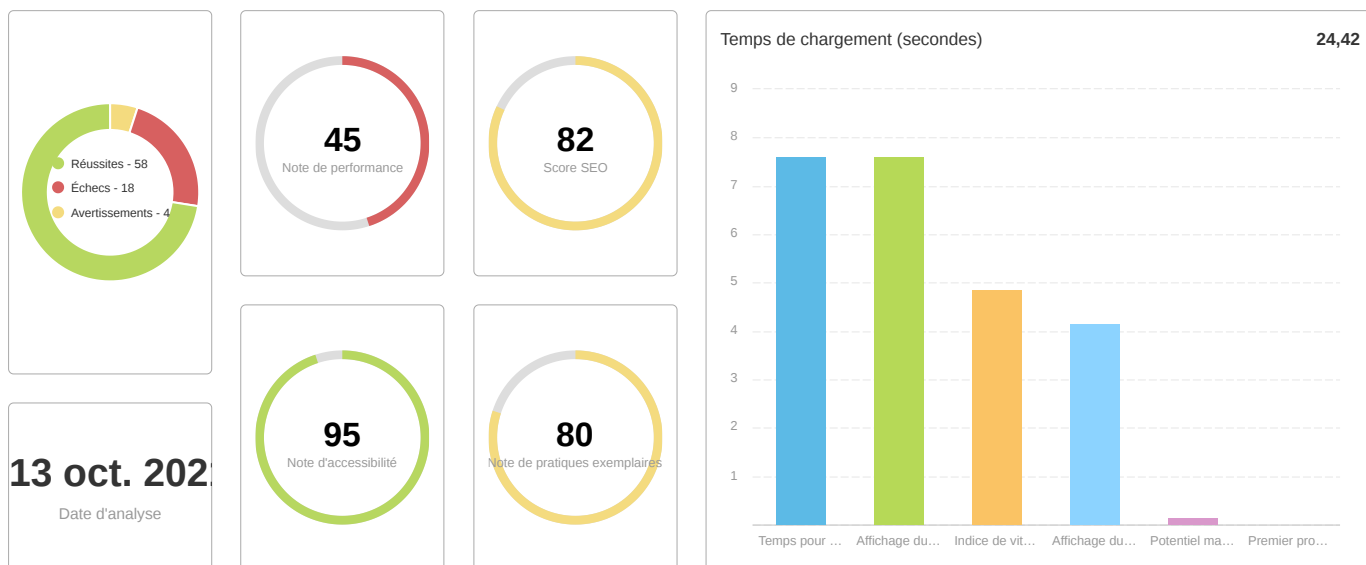 Réussites - 58
Échecs - 18
Avertissements - 4
13 oct.
Date d'analyse
45
Note de performance
82
Score SEO
95
Note d'accessibilité
80
Note de pratiques exemplaires
Temps de chargement (secondes)
24,42
9
8
7
6
5
4
3
2
1
Temps pour …
Affichage du…
Indice de vit…
Affichage du…
Potentiel ma…
Premier pro…